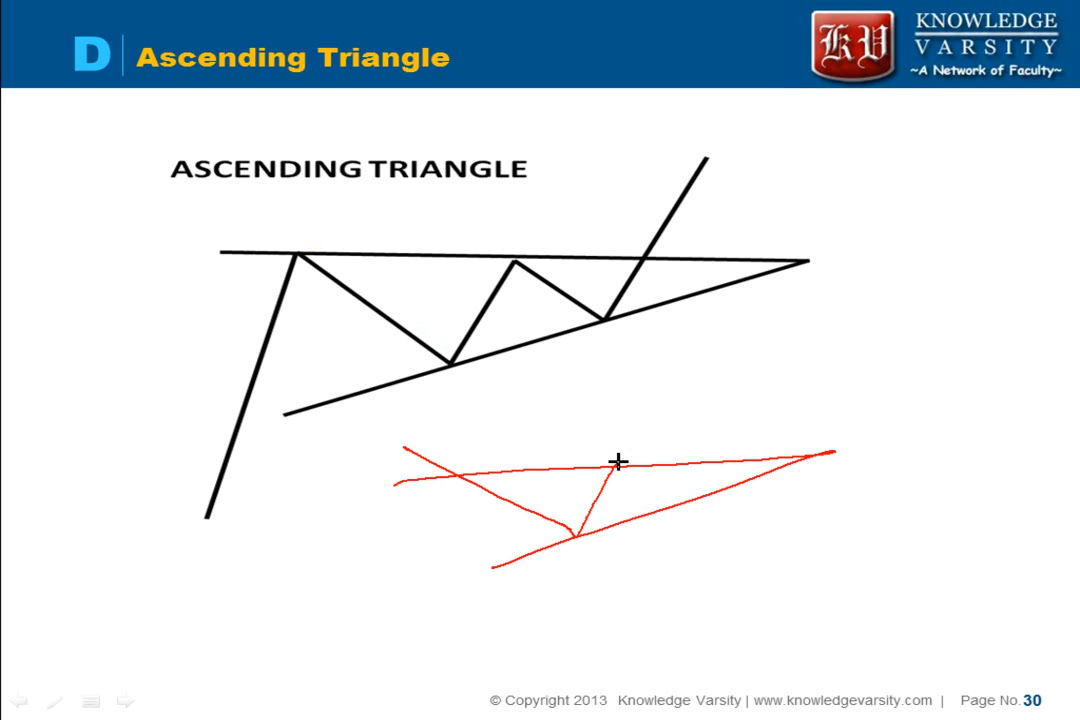 D Ascending Triangle
KV
KNOWLEDGE
VARSITY
~A Network of Faculty~
ASCENDING TRIANGLE
© Copyright 2013 Knowledge Varsity | www.knowledgevarsity.com | Page No. 30